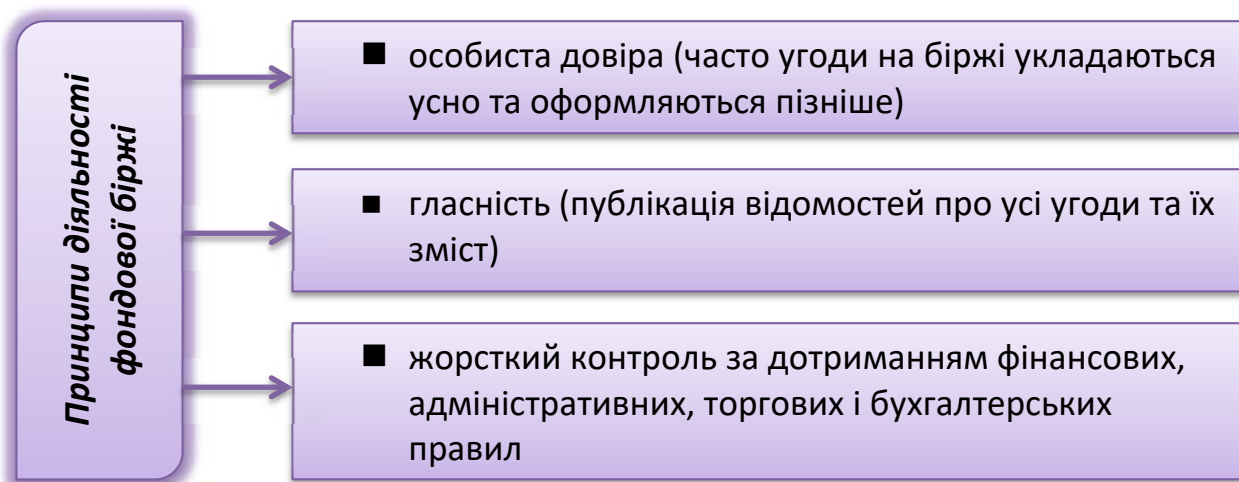 Принципи діяльності
фондової біржі
■ особиста довіра (часто угоди на біржі укладаються
усно та оформляються пізніше)
■ гласність (публікація відомостей про усі угоди та їх
зміст)
■ жорсткий контроль за дотриманням фінансових,
адміністративних, торгових і бухгалтерських
правил